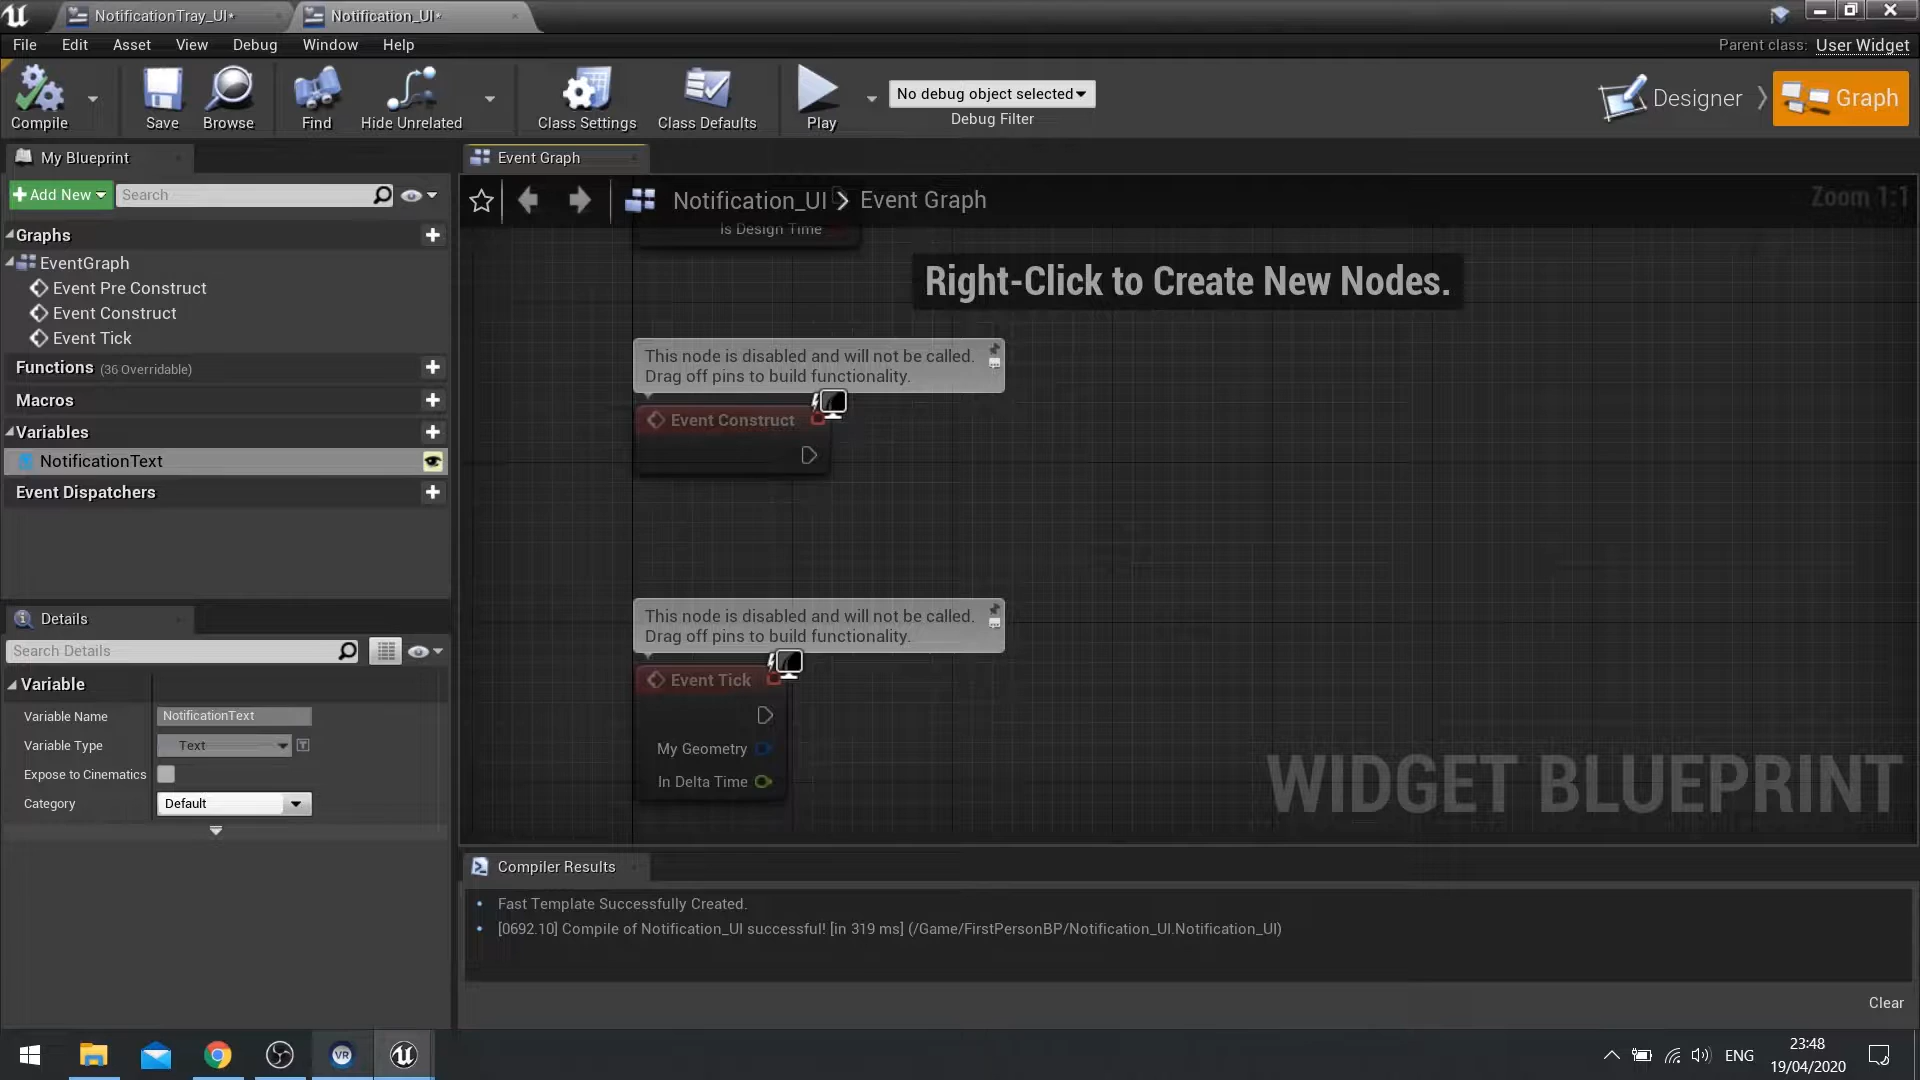 NotificationTray_UI*
Notification_UI*
File Edit Asset View Debug Window Help
Parent class: User Widget
Compile
Save
Browse
Find
Hide Unrelated
Class Settings
Class Defaults
Play
No debug object selected
Debug Filter
Designer
Graph
My Blueprint
Add New
Search
Graphs
EventGraph
Event Pre Construct
Event Construct
Event Tick
Functions (36 Overridable)
Macros
Variables
NotificationText
Event Dispatchers
Details
Search Details
Variable
Variable Name NotificationText
Variable Type Text
Expose to Cinematics
Category Default
Event Graph
Notification_UI > Event Graph
Zoom 1:1
Is Design Time
Right-Click to Create New Nodes.
This node is disabled and will not be called.
Drag off pins to build functionality.
Event Construct
This node is disabled and will not be called.
Drag off pins to build functionality.
Event Tick
My Geometry
In Delta Time
WIDGET BLUEPRINT
Compiler Results
• Fast Template Successfully Created.
• [0692.10] Compile of Notification_UI successful! [in 319 ms] (/Game/FirstPersonBP/Notification_UI.Notification_UI)
Clear
VR
ENG
23:48
19/04/2020